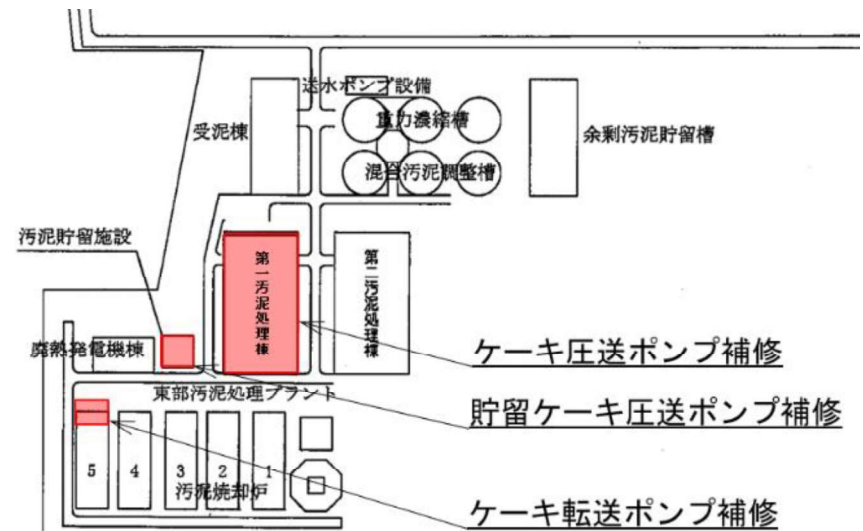 送水ポンプ設備
受泥棟
重力濃縮槽
余剰汚泥貯留槽
混合汚泥調整槽
汚泥貯留施設
第一汚泥処理棟
第二汚泥処理棟
ケーキ圧送ポンプ補修
廃熱発電機棟
東部汚泥処理プラント
貯留ケーキ圧送ポンプ補修
5
4
3
2
1
汚泥焼却炉
ケーキ転送ポンプ補修